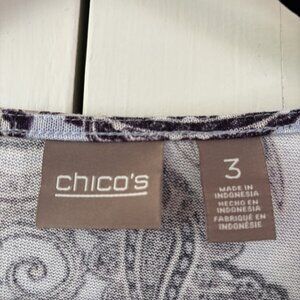 chico's
3
MADE IN
INDONESIA
HECHO EN
INDONESIA
FABRIQUÉ EN
INDONÉSIE